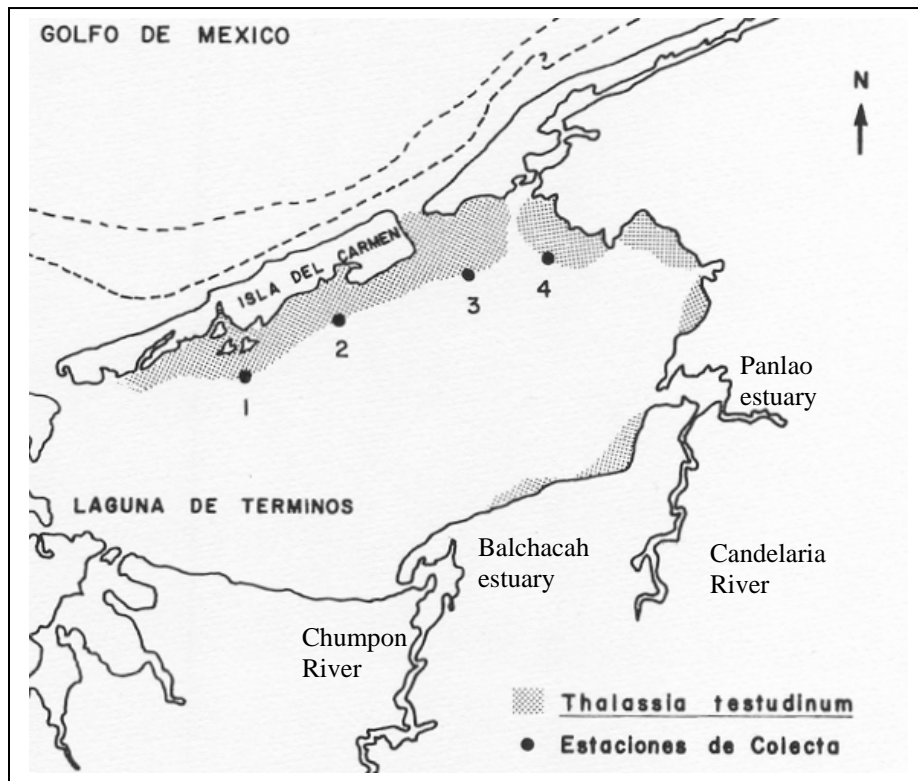 GOLFO DE MEXICO
N
ISLA DEL CARMEN
3
4
2
1
Panlao
estuary
LAGUNA DE TERMINOS
Balchacah
estuary
Candelaria
River
Chumpon
River
Thalassia testudinum
Estaciones de Colecta